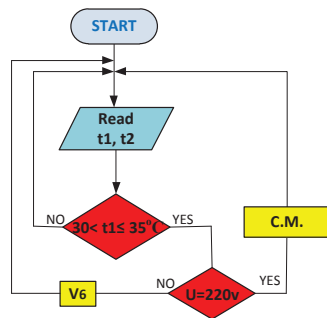 START
Read
t1, t2
NO
30< t1≤ 35°C
YES
C.M.
V6
NO
U=220v
YES